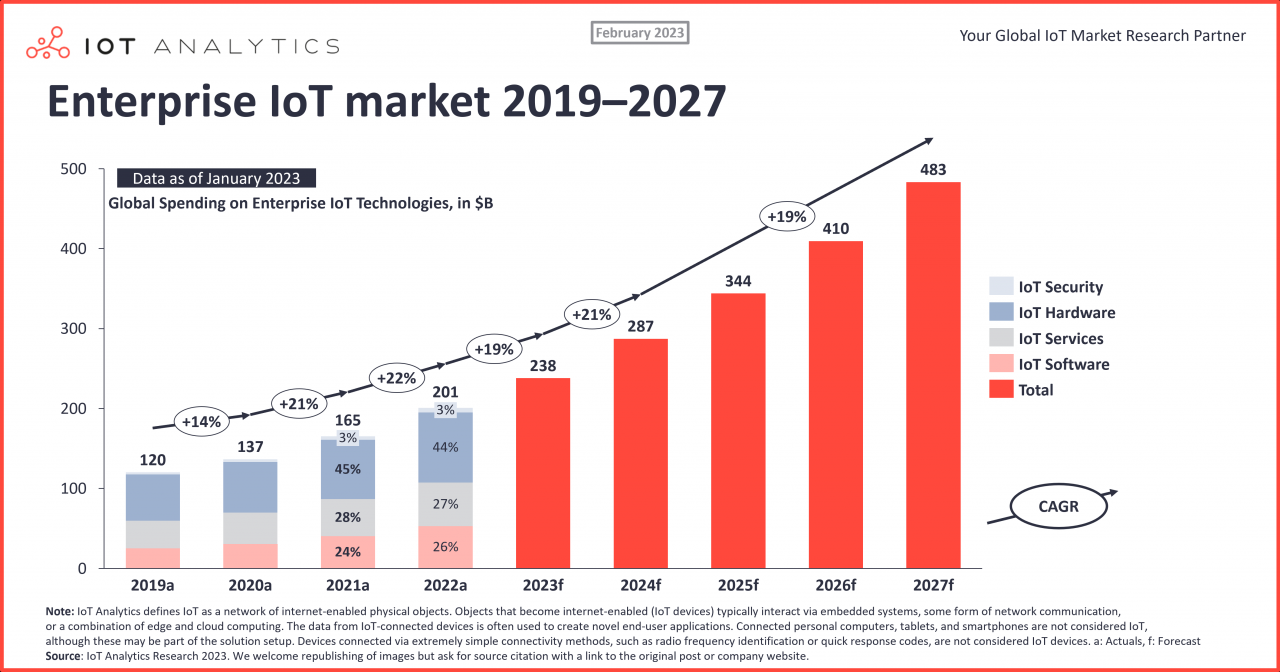 IOT ANALYTICS
February 2023
Your Global IoT Market Research Partner
Enterprise IoT market 2019–2027
Data as of January 2023
Global Spending on Enterprise IoT Technologies, in $B
500
400
300
200
100
0
+14%
+21%
+22%
+19%
+21%
+19%
120
137
165
201
238
287
344
410
483
3%
45%
28%
24%
3%
44%
27%
26%
2019a
2020a
2021a
2022a
2023f
2024f
2025f
2026f
2027f
IoT Security
IoT Hardware
IoT Services
IoT Software
Total
CAGR
Note: IoT Analytics defines IoT as a network of internet-enabled physical objects. Objects that become internet-enabled (IoT devices) typically interact via embedded systems, some form of network communication,
or a combination of edge and cloud computing. The data from IoT-connected devices is often used to create novel end-user applications. Connected personal computers, tablets, and smartphones are not considered IoT,
although these may be part of the solution setup. Devices connected via extremely simple connectivity methods, such as radio frequency identification or quick response codes, are not considered IoT devices. a: Actuals, f: Forecast
Source: IoT Analytics Research 2023. We welcome republishing of images but ask for source citation with a link to the original post or company website.